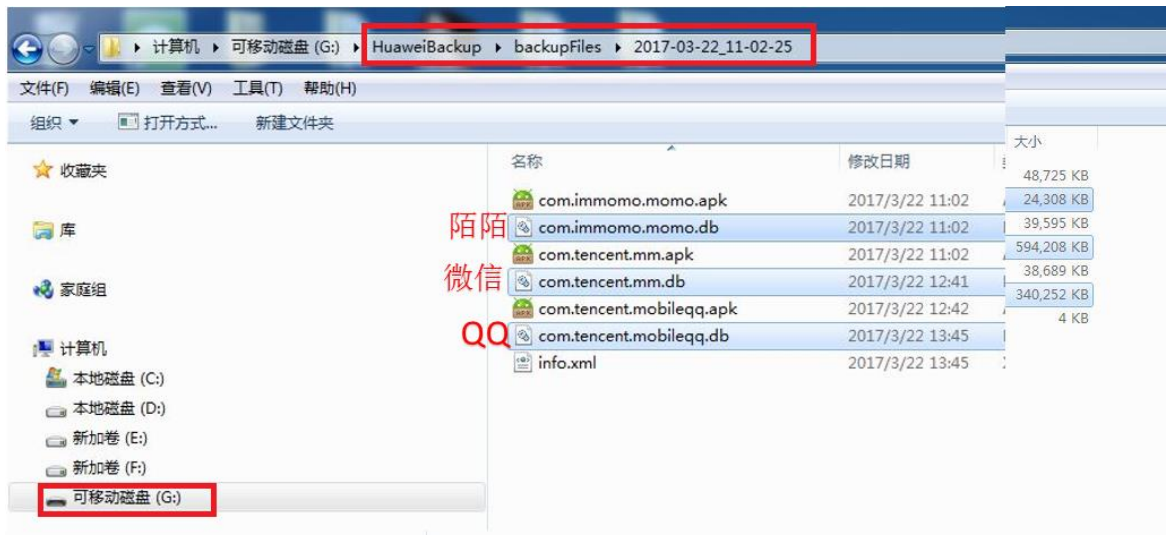 计算机 ▸ 可移动磁盘 (G:) ▸ HuaweiBackup ▸ backupFiles ▸ 2017-03-22_11-02-25
文件(F) 编辑(E) 查看(V) 工具(T) 帮助(H)
组织 打开方式... 新建文件夹
名称 修改日期 大小
收藏夹
库
家庭组
计算机
本地磁盘 (C:)
本地磁盘 (D:)
新加卷 (E:)
新加卷 (F:)
可移动磁盘 (G:)
com.immomo.momo.apk 2017/3/22 11:02 48,725 KB
陌陌 com.immomo.momo.db 2017/3/22 11:02 24,308 KB
com.tencent.mm.apk 2017/3/22 11:02 39,595 KB
微信 com.tencent.mm.db 2017/3/22 12:41 594,208 KB
com.tencent.mobileqq.apk 2017/3/22 12:42 38,689 KB
QQ com.tencent.mobileqq.db 2017/3/22 13:45 340,252 KB
info.xml 2017/3/22 13:45 4 KB